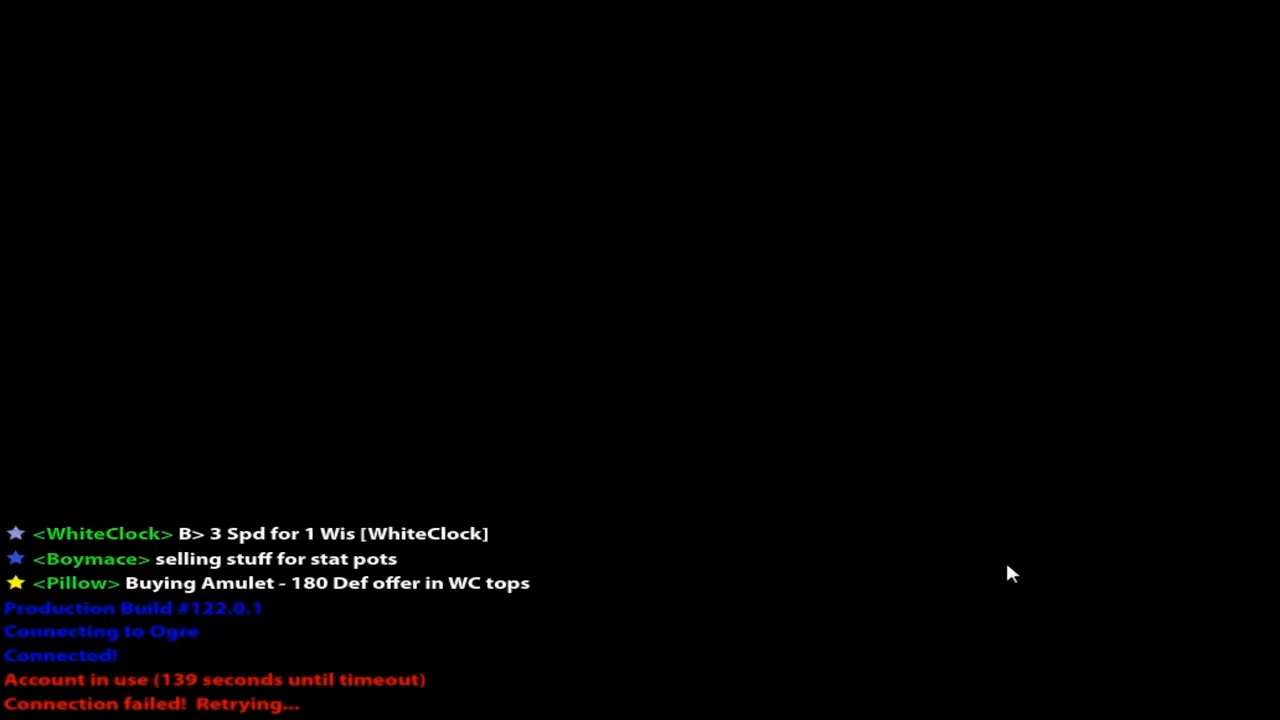 <WhiteClock> B> 3 Spd for 1 Wis [WhiteClock]
<Boymace> selling stuff for stat pots
<Pillow> Buying Amulet - 180 Def offer in WC tops
Production Build #122.0.1
Connecting to Ogre
Connected!
Account in use (139 seconds until timeout)
Connection failed!  Retrying...